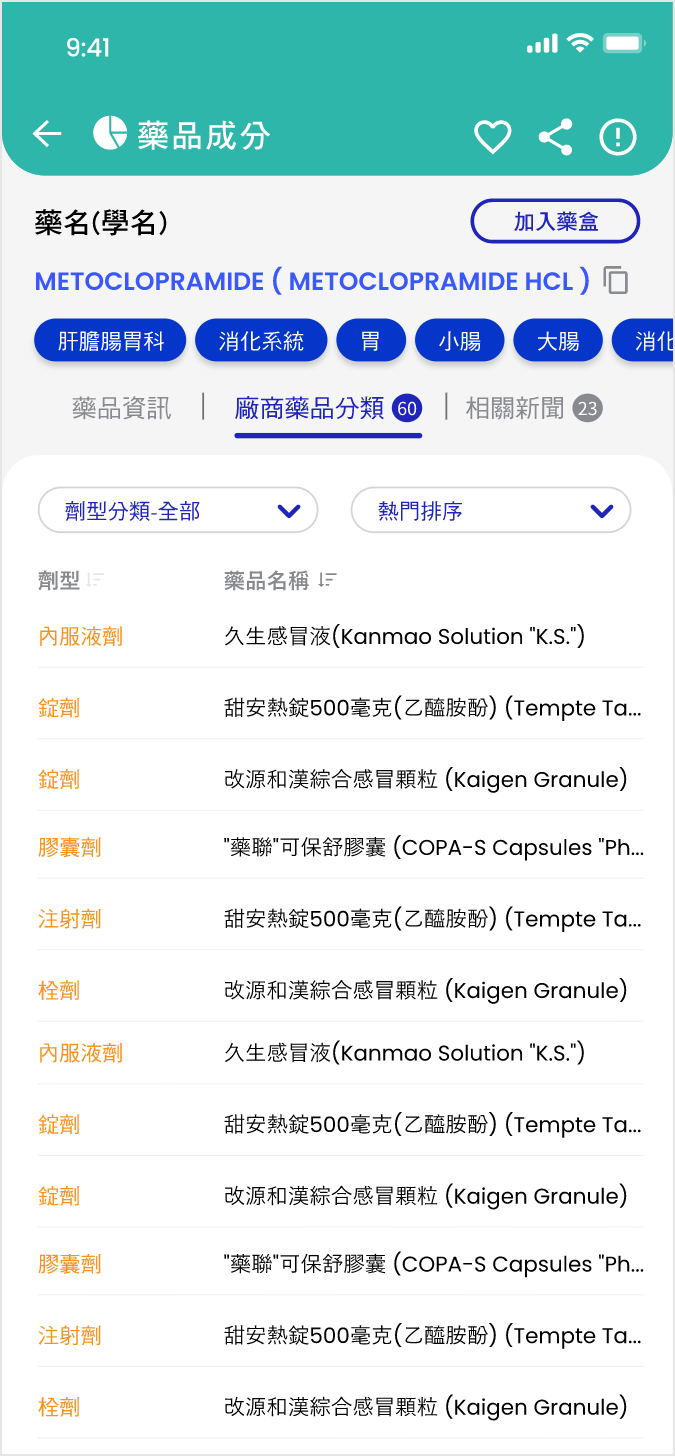 9:41
藥品成分
藥名(學名)
加入藥盒
METOCLOPRAMIDE ( METOCLOPRAMIDE HCL )
肝膽腸胃科 消化系統 胃 小腸 大腸 消化
藥品資訊 | 廠商藥品分類 60 | 相關新聞 23
劑型分類-全部 熱門排序
劑型 藥品名稱
內服液劑 久生感冒液(Kanmao Solution "K.S.")
錠劑 甜安熱錠500毫克(乙醯胺酚) (Tempte Ta...
錠劑 改源和漢綜合感冒顆粒 (Kaigen Granule)
膠囊劑 "藥聯"可保舒膠囊 (COPA-S Capsules "Ph...
注射劑 甜安熱錠500毫克(乙醯胺酚) (Tempte Ta...
栓劑 改源和漢綜合感冒顆粒 (Kaigen Granule)
內服液劑 久生感冒液(Kanmao Solution "K.S.")
錠劑 甜安熱錠500毫克(乙醯胺酚) (Tempte Ta...
錠劑 改源和漢綜合感冒顆粒 (Kaigen Granule)
膠囊劑 "藥聯"可保舒膠囊 (COPA-S Capsules "Ph...
注射劑 甜安熱錠500毫克(乙醯胺酚) (Tempte Ta...
栓劑 改源和漢綜合感冒顆粒 (Kaigen Granule)